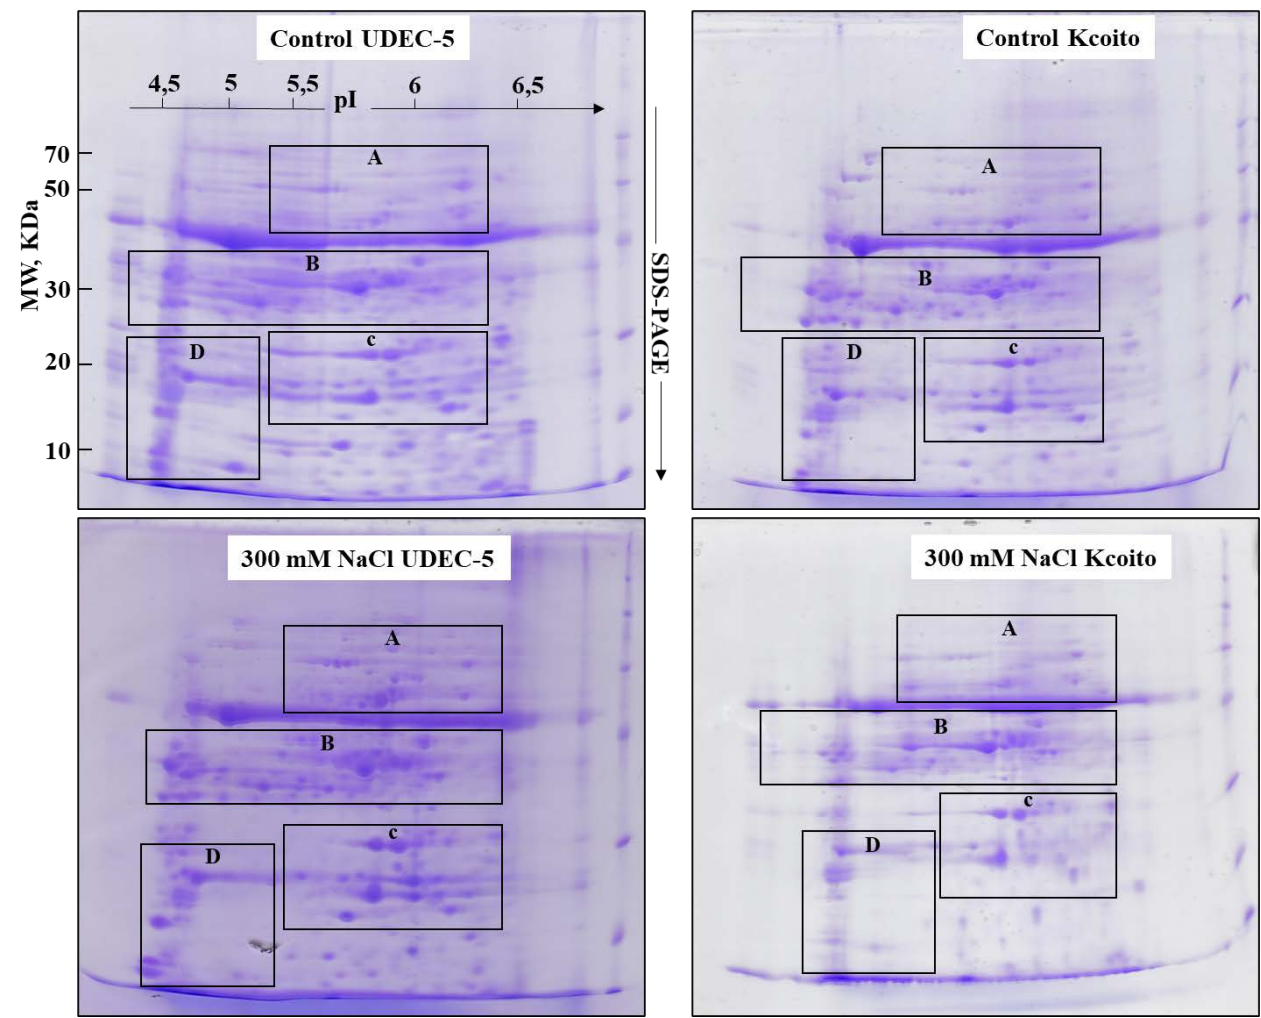 Control UDEC-5
4,5 5 5,5 pI 6 6,5
MW, KDa
70
50
30
20
10
A
B
c
D
SDS-PAGE
Control Kcoito
A
B
c
D
300 mM NaCl UDEC-5
A
B
c
D
300 mM NaCl Kcoito
A
B
c
D